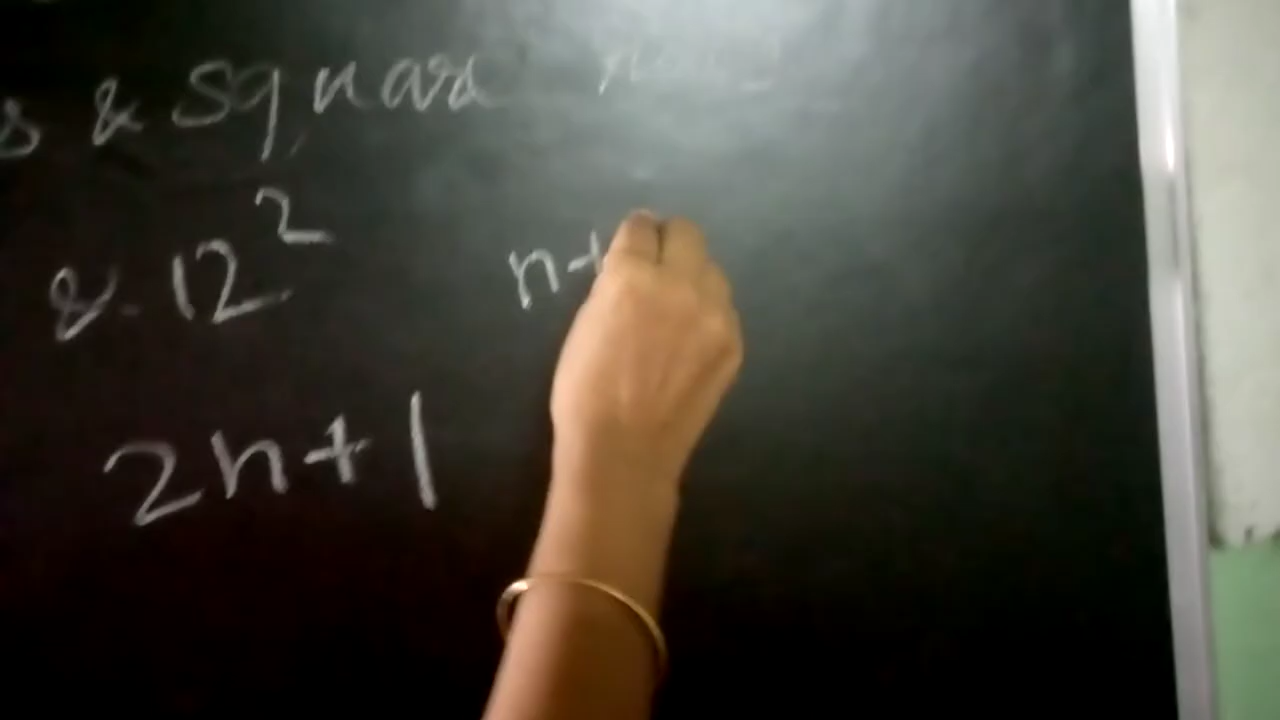 s & square
& 12² n+
2n+1